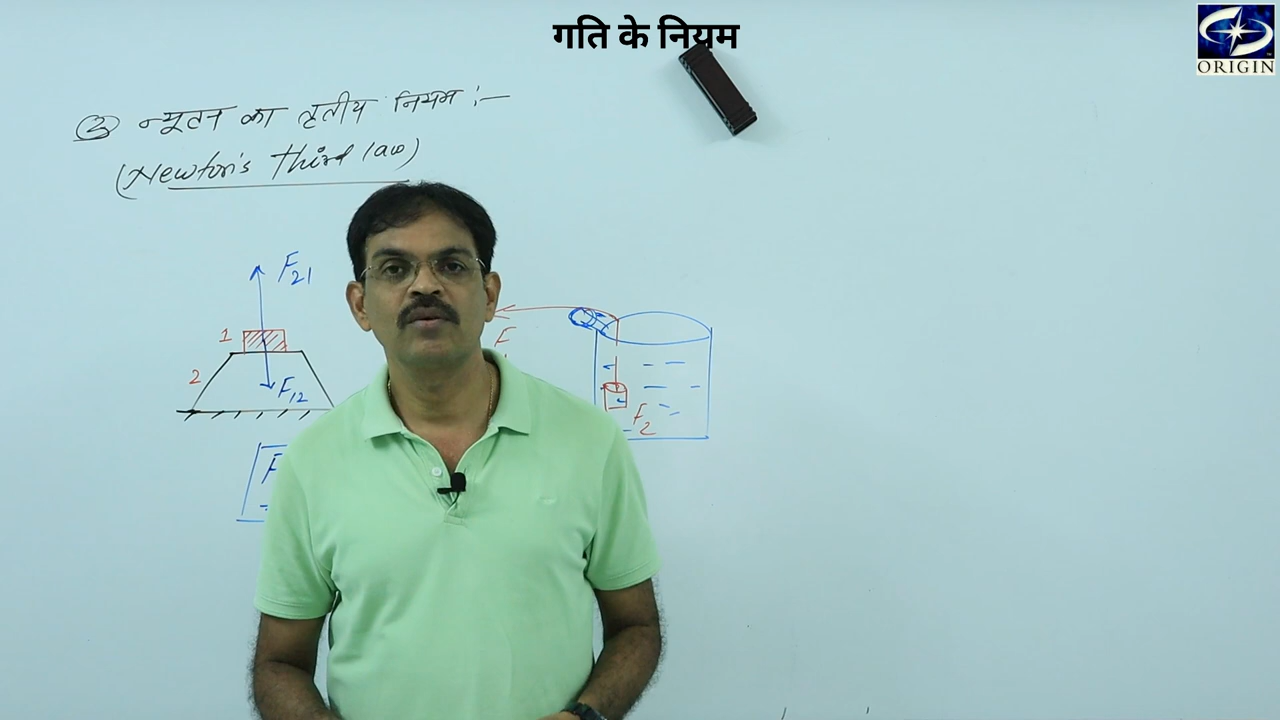 गति के नियम
ORIGIN
③ न्यूटन का तृतीय नियम :-
(Newton's Third law)
F21
1
2
F12
F
F2
F